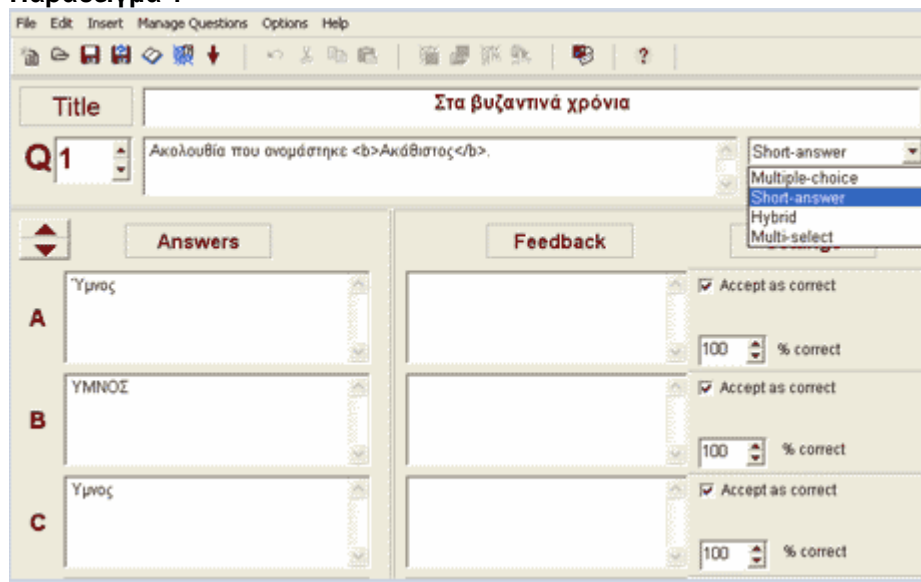 Παράδειγμα 1
File Edit Insert Manage Questions Options Help
Title
Στα βυζαντινά χρόνια
Q 1
Ακολουθία που ονομάστηκε <b>Ακάθιστος</b>.
Short-answer
Multiple-choice
Short-answer
Hybrid
Multi-select
Answers
Feedback
A
Ύμνος
Accept as correct
100 % correct
B
ΥΜΝΟΣ
Accept as correct
100 % correct
C
Υμνος
Accept as correct
100 % correct